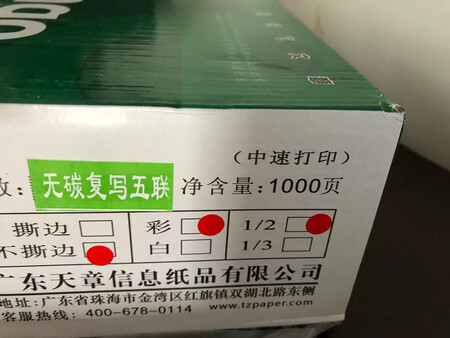 (中速打印)
数: 无碳复写五联 净含量:1000页
撕边 彩 1/2
不撕边 白 1/3
广东天章信息纸品有限公司
地址:广东省珠海市金湾区红旗镇双湖北路东侧
客服热线: 400-678-0114 www.tzpaper.com